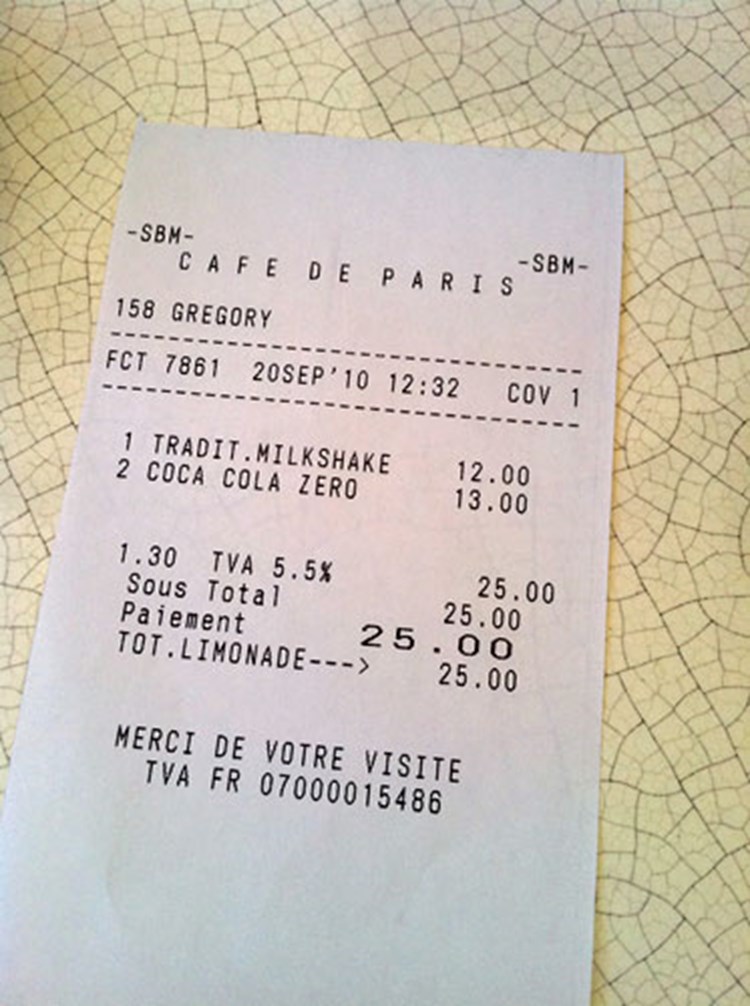 -SBM- -SBM-
CAFE DE PARIS
158 GREGORY
--------------------------------
FCT 7861 20SEP'10 12:32 COV 1
--------------------------------
1 TRADIT.MILKSHAKE 12.00
2 COCA COLA ZERO 13.00
1.30 TVA 5.5% 25.00
Sous Total 25.00
Paiement 25.00
TOT.LIMONADE---> 25.00
MERCI DE VOTRE VISITE
TVA FR 07000015486